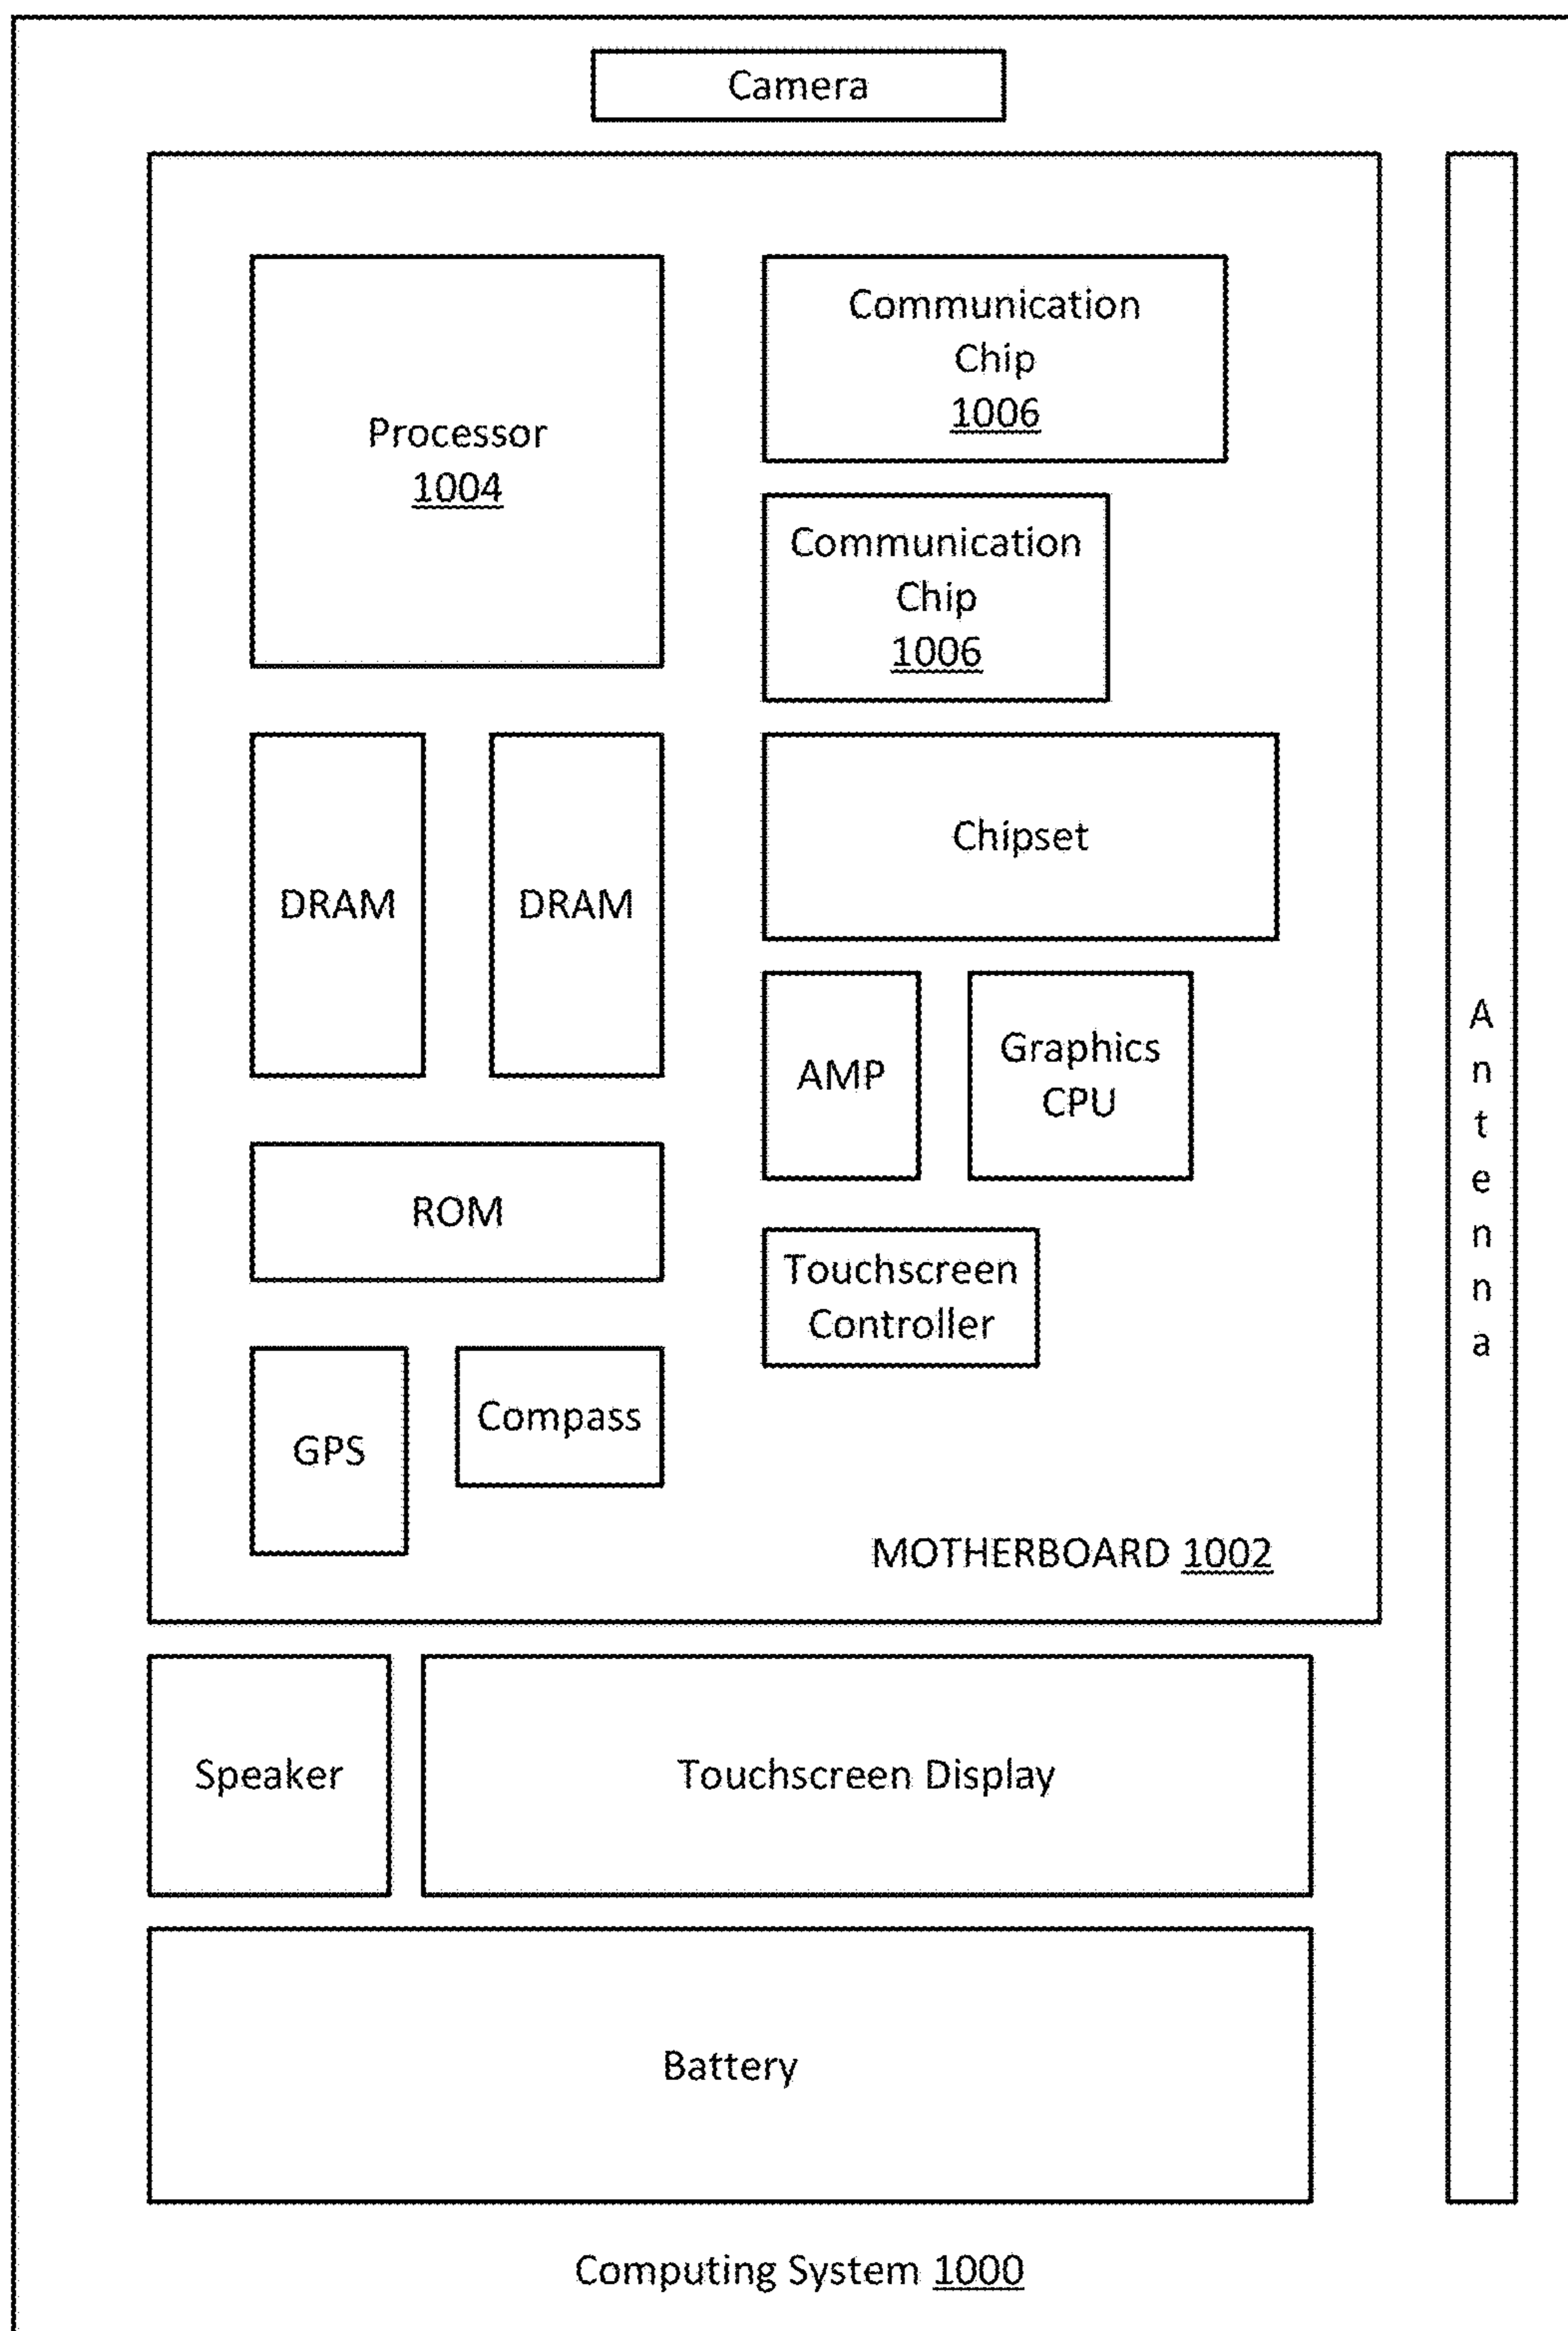 Camera
Processor
1004
Communication
Chip
1006
Communication
Chip
1006
DRAM
DRAM
Chipset
AMP
Graphics
CPU
ROM
Touchscreen
Controller
GPS
Compass
MOTHERBOARD 1002
Antenna
Speaker
Touchscreen Display
Battery
Computing System 1000